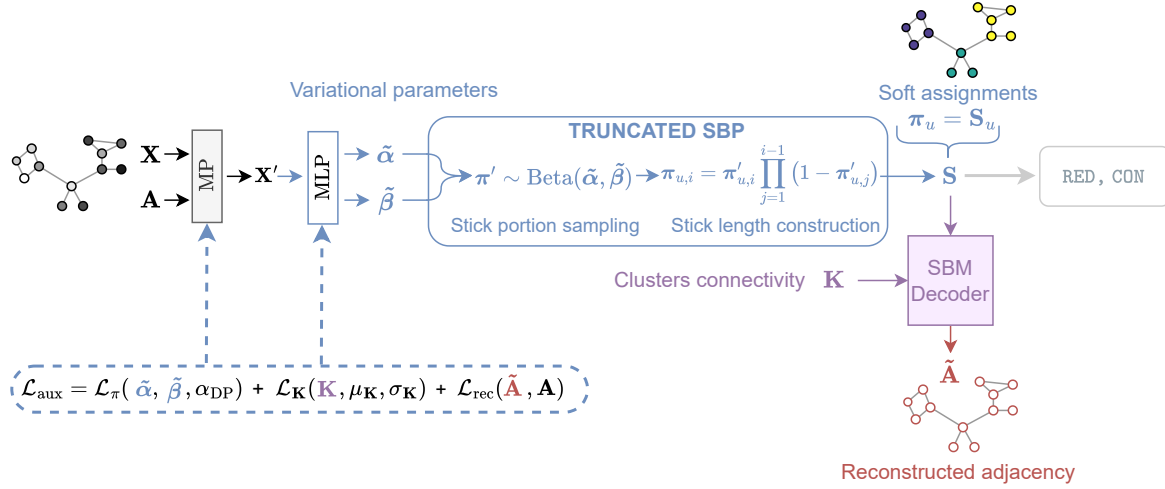 Variational parameters
Soft assignments
π_u = S_u
TRUNCATED SBP
X
A
MP
X′
MLP
α̃
β̃
π′ ∼ Beta(α̃, β̃)
π_{u,i} = π′_{u,i} ∏_{j=1}^{i−1} (1 − π′_{u,j})
S
RED, CON
Stick portion sampling
Stick length construction
Clusters connectivity K
SBM
Decoder
Ã
L_aux = L_π( α̃, β̃, α_DP) + L_K(K, μ_K, σ_K) + L_rec(Ã, A)
Reconstructed adjacency